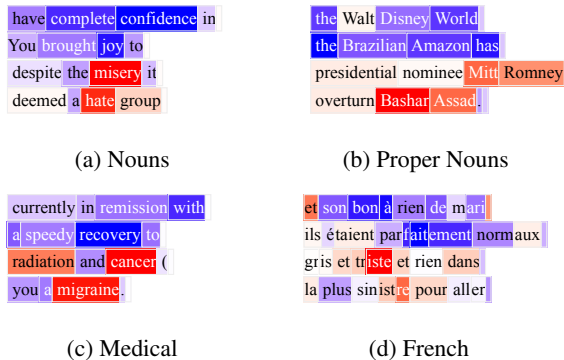 have complete confidence in
You brought joy to
despite the misery it
deemed a hate group
(a) Nouns
the Walt Disney World
the Brazilian Amazon has
presidential nominee Mitt Romney
overturn Bashar Assad.
(b) Proper Nouns
currently in remission with
a speedy recovery to
radiation and cancer (
you a migraine.
(c) Medical
et son bon à rien de mari
ils étaient parfaitement normaux
gris et triste et rien dans
la plus sinistre pour aller
(d) French